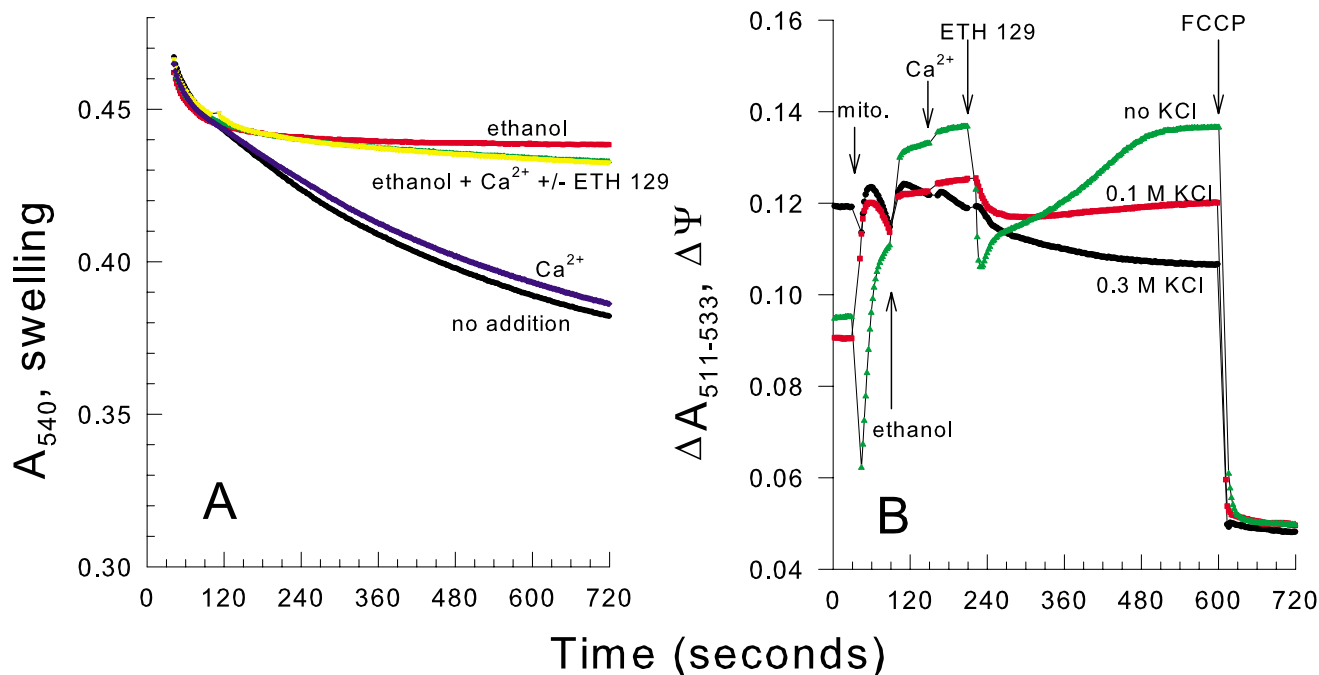 A₅₄₀, swelling
0.45
0.40
0.35
0.30
0
120
240
360
480
600
720
ethanol
ethanol + Ca²⁺ +/- ETH 129
Ca²⁺
no addition
A
ΔA₅₁₁₋₅₃₃, ΔΨ
0.16
0.14
0.12
0.10
0.08
0.06
0.04
0
120
240
360
480
600
720
mito.
Ca²⁺
ETH 129
FCCP
no KCl
0.1 M KCl
0.3 M KCl
ethanol
B
Time (seconds)